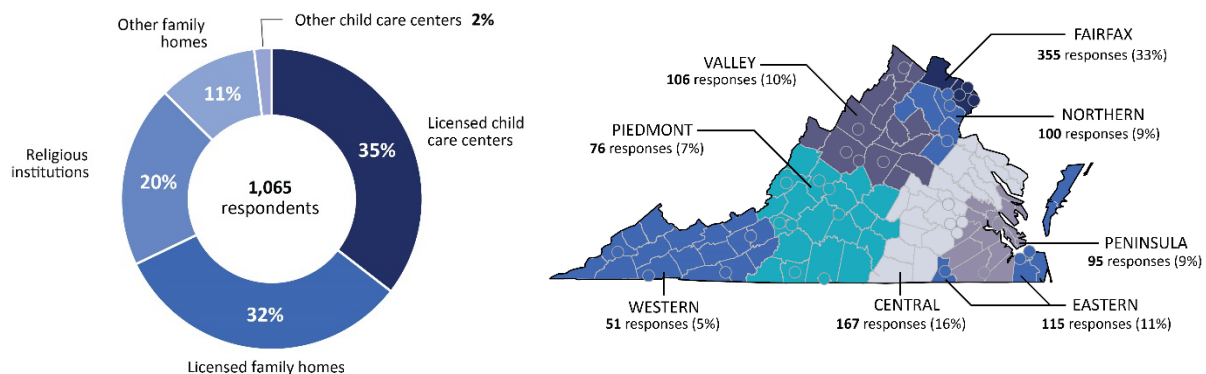 Other child care centers 2%
Other family
homes
11%
Licensed child
care centers
35%
Religious
institutions
20%
1,065
respondents
32%
Licensed family homes
FAIRFAX
355 responses (33%)
VALLEY
106 responses (10%)
NORTHERN
100 responses (9%)
PIEDMONT
76 responses (7%)
PENINSULA
95 responses (9%)
WESTERN
51 responses (5%)
CENTRAL
167 responses (16%)
EASTERN
115 responses (11%)